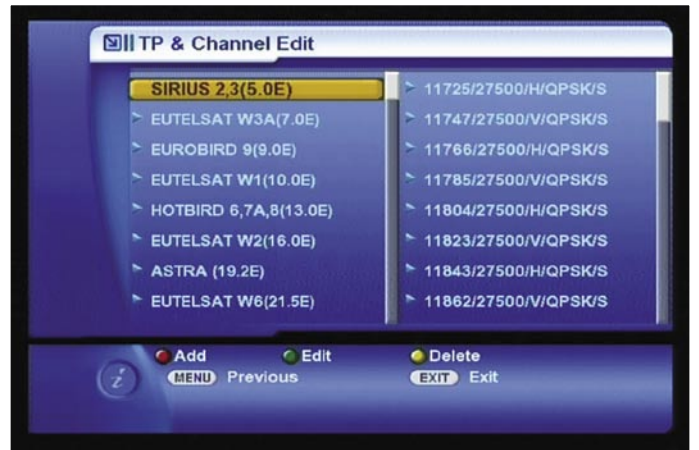 TP & Channel Edit
SIRIUS 2,3(5.0E)
EUTELSAT W3A(7.0E)
EUROBIRD 9(9.0E)
EUTELSAT W1(10.0E)
HOTBIRD 6,7A,8(13.0E)
EUTELSAT W2(16.0E)
ASTRA (19.2E)
EUTELSAT W6(21.5E)
11725/27500/H/QPSK/S
11747/27500/V/QPSK/S
11766/27500/H/QPSK/S
11785/27500/V/QPSK/S
11804/27500/H/QPSK/S
11823/27500/V/QPSK/S
11843/27500/H/QPSK/S
11862/27500/V/QPSK/S
Add Edit Delete
MENU Previous EXIT Exit